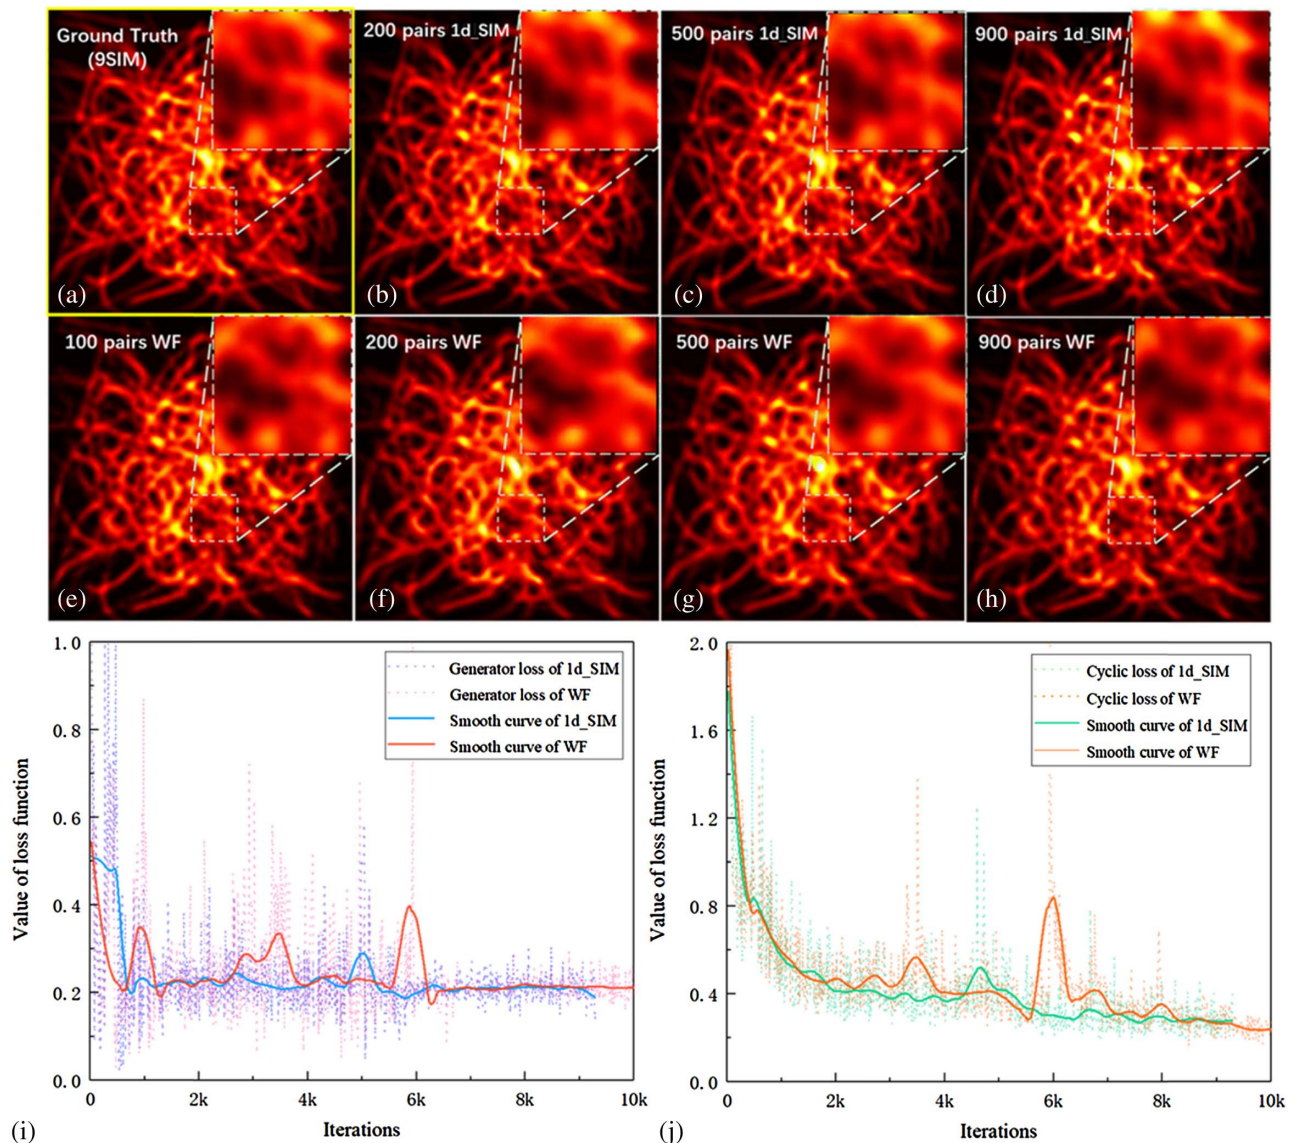 Ground Truth
(9SIM)
200 pairs 1d_SIM
500 pairs 1d_SIM
900 pairs 1d_SIM
(a)
(b)
(c)
(d)
100 pairs WF
200 pairs WF
500 pairs WF
900 pairs WF
(e)
(f)
(g)
(h)
1.0
0.8
0.6
0.4
0.2
0.0
Value of loss function
Generator loss of 1d_SIM
Generator loss of WF
Smooth curve of 1d_SIM
Smooth curve of WF
0
2k
4k
6k
8k
10k
Iterations
(i)
2.0
1.6
1.2
0.8
0.4
0.0
Value of loss function
Cyclic loss of 1d_SIM
Cyclic loss of WF
Smooth curve of 1d_SIM
Smooth curve of WF
0
2k
4k
6k
8k
10k
Iterations
(j)